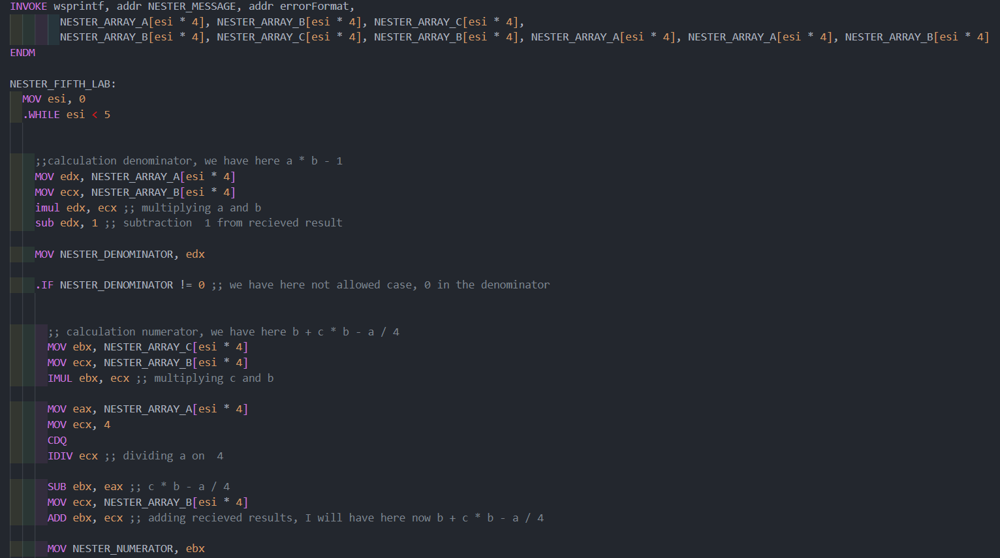 INVOKE wsprintf, addr NESTER_MESSAGE, addr errorFormat,
NESTER_ARRAY_A[esi * 4], NESTER_ARRAY_B[esi * 4], NESTER_ARRAY_C[esi * 4],
NESTER_ARRAY_B[esi * 4], NESTER_ARRAY_C[esi * 4], NESTER_ARRAY_B[esi * 4], NESTER_ARRAY_A[esi * 4], NESTER_ARRAY_A[esi * 4], NESTER_ARRAY_B[esi * 4]
ENDM
NESTER_FIFTH_LAB:
MOV esi, 0
.WHILE esi < 5
;;calculation denominator, we have here a * b - 1
MOV edx, NESTER_ARRAY_A[esi * 4]
MOV ecx, NESTER_ARRAY_B[esi * 4]
imul edx, ecx ;; multiplying a and b
sub edx, 1 ;; subtraction  1 from recieved result
MOV NESTER_DENOMINATOR, edx
.IF NESTER_DENOMINATOR != 0 ;; we have here not allowed case, 0 in the denominator
;; calculation numerator, we have here b + c * b - a / 4
MOV ebx, NESTER_ARRAY_C[esi * 4]
MOV ecx, NESTER_ARRAY_B[esi * 4]
IMUL ebx, ecx ;; multiplying c and b
MOV eax, NESTER_ARRAY_A[esi * 4]
MOV ecx, 4
CDQ
IDIV ecx ;; dividing a on  4
SUB ebx, eax ;; c * b - a / 4
MOV ecx, NESTER_ARRAY_B[esi * 4]
ADD ebx, ecx ;; adding recieved results, I will have here now b + c * b - a / 4
MOV NESTER_NUMERATOR, ebx